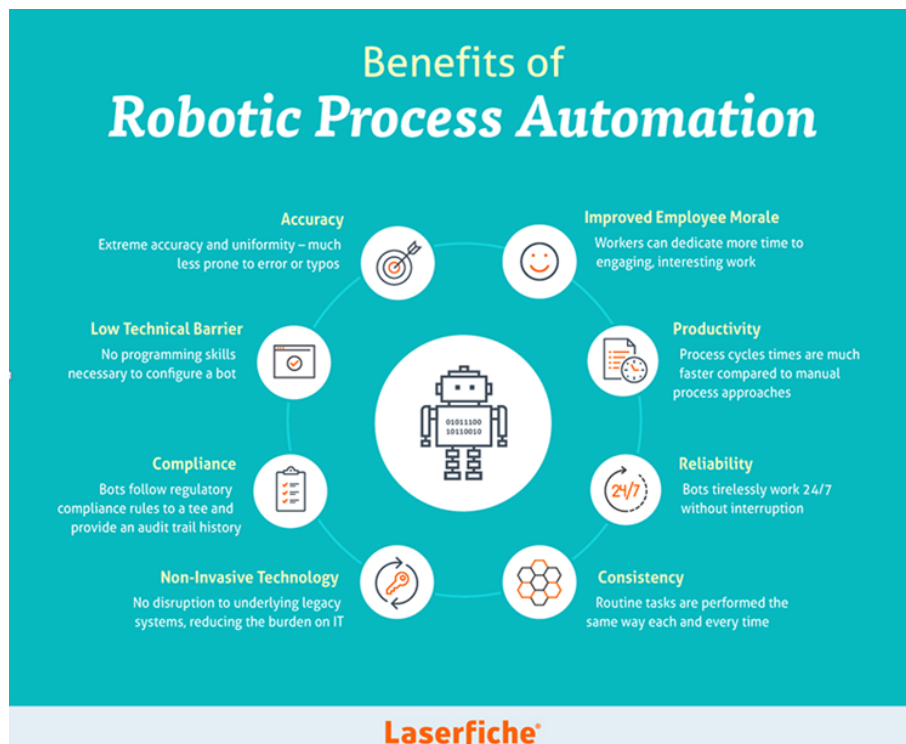 Benefits of
Robotic Process Automation
Accuracy
Extreme accuracy and uniformity – much
less prone to error or typos
Improved Employee Morale
Workers can dedicate more time to
engaging, interesting work
Low Technical Barrier
No programming skills
necessary to configure a bot
Productivity
Process cycles times are much
faster compared to manual
process approaches
01011100
10110010
Compliance
Bots follow regulatory
compliance rules to a tee and
provide an audit trail history
24/7
Reliability
Bots tirelessly work 24/7
without interruption
Non-Invasive Technology
No disruption to underlying legacy
systems, reducing the burden on IT
Consistency
Routine tasks are performed the
same way each and every time
Laserfiche®